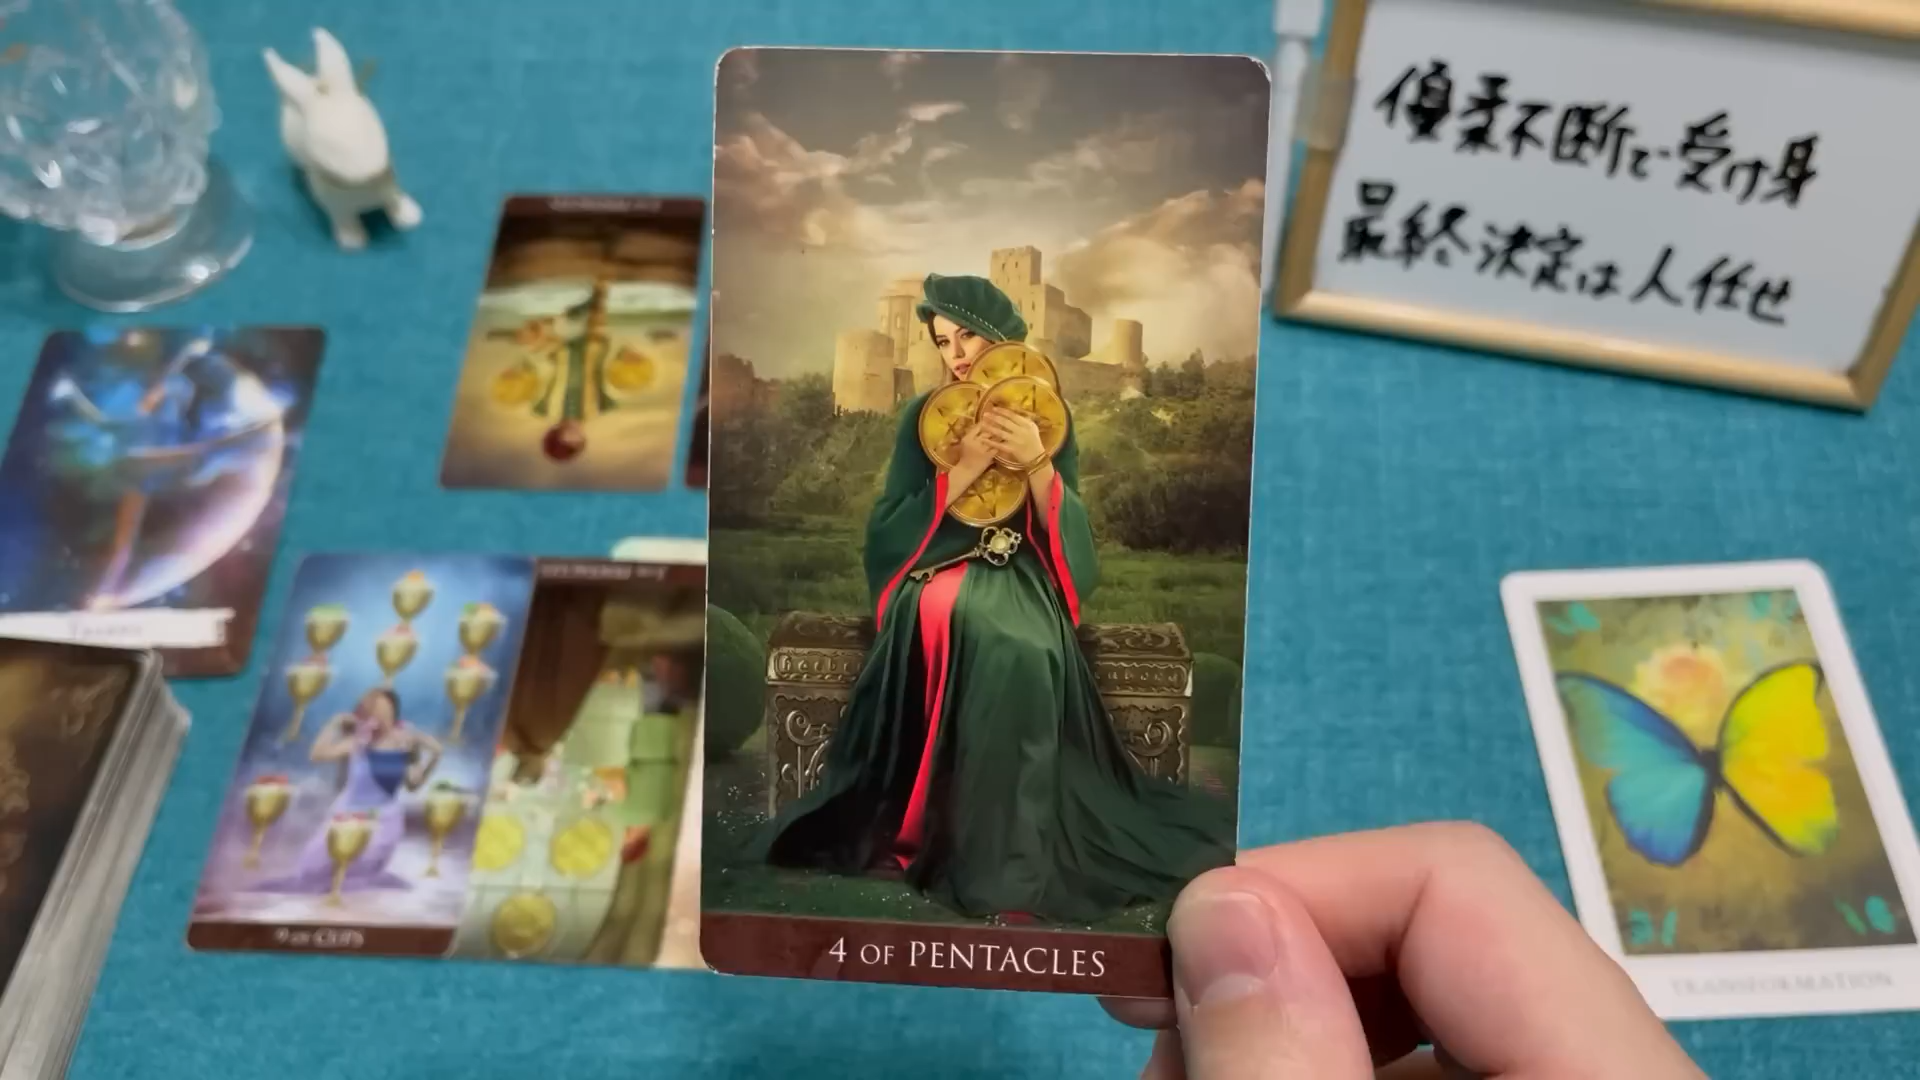 優柔不断で受け身
最終決定は人任せ
9 OF CUPS
4 OF PENTACLES
TRANSFORMATION